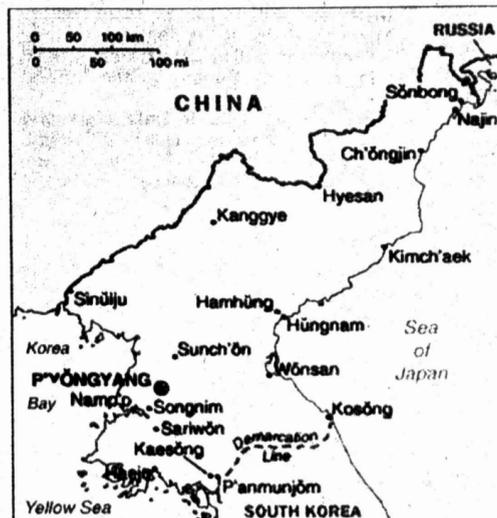 RUSSIA
0 50 100 km
0 50 100 mi
CHINA
Sŏnbong
Najin
Ch'ŏngjin
Hyesan
Kanggye
Kimch'aek
Sinŭiju
Hamhŭng
Hŭngnam
Korea
Bay
Sunch'ŏn
Sea
of
Japan
P'YŎNGYANG
Wŏnsan
Namp'o
Songnim
Sariwŏn
Kosŏng
Demarcation
Line
Kaesŏng
Haeju
P'anmunjŏm
Yellow Sea
SOUTH KOREA